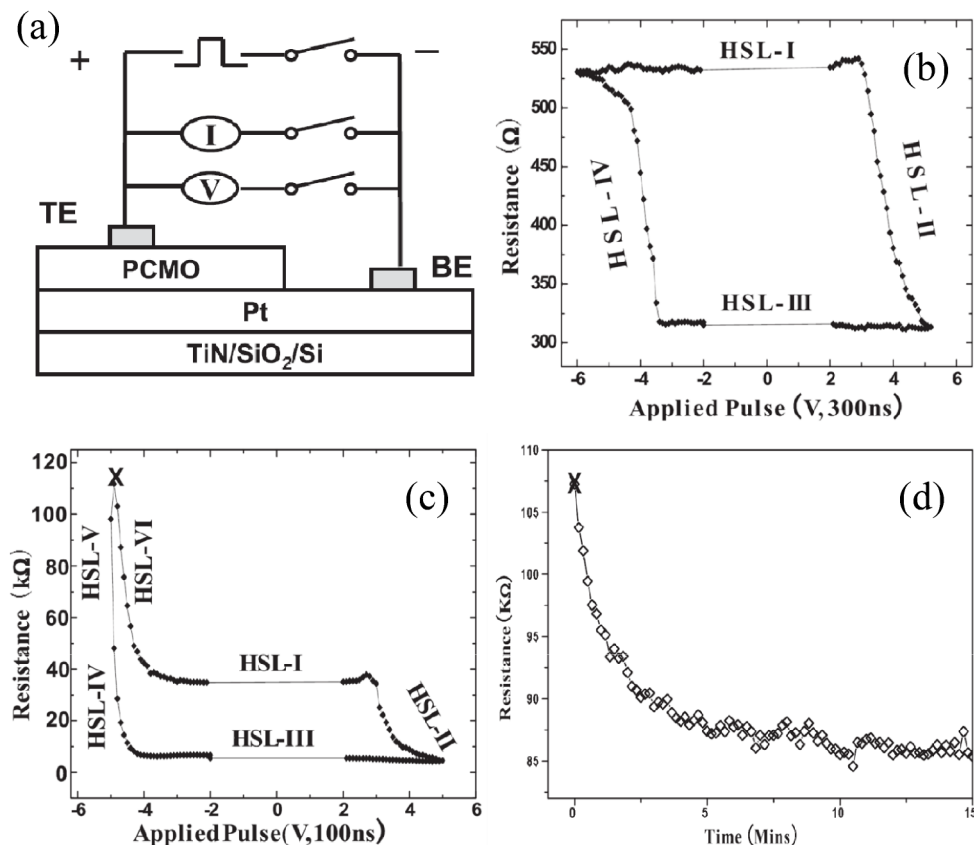 (a)
+
−
I
V
TE
PCMO
BE
Pt
TiN/SiO₂/Si
(b)
550
500
450
400
350
300
Resistance (Ω)
HSL-I
HSL-II
HSL-IV
HSL-III
-6 -4 -2 0 2 4 6
Applied Pulse (V,300ns)
(c)
120
100
80
60
40
20
0
Resistance (kΩ)
X
HSL-V
HSL-VI
HSL-I
HSL-II
HSL-IV
HSL-III
-6 -4 -2 0 2 4 6
Applied Pulse(V,100ns)
(d)
110
107
105
100
95
90
85
Resistance (KΩ)
X
0 5 10 15
Time (Mins)